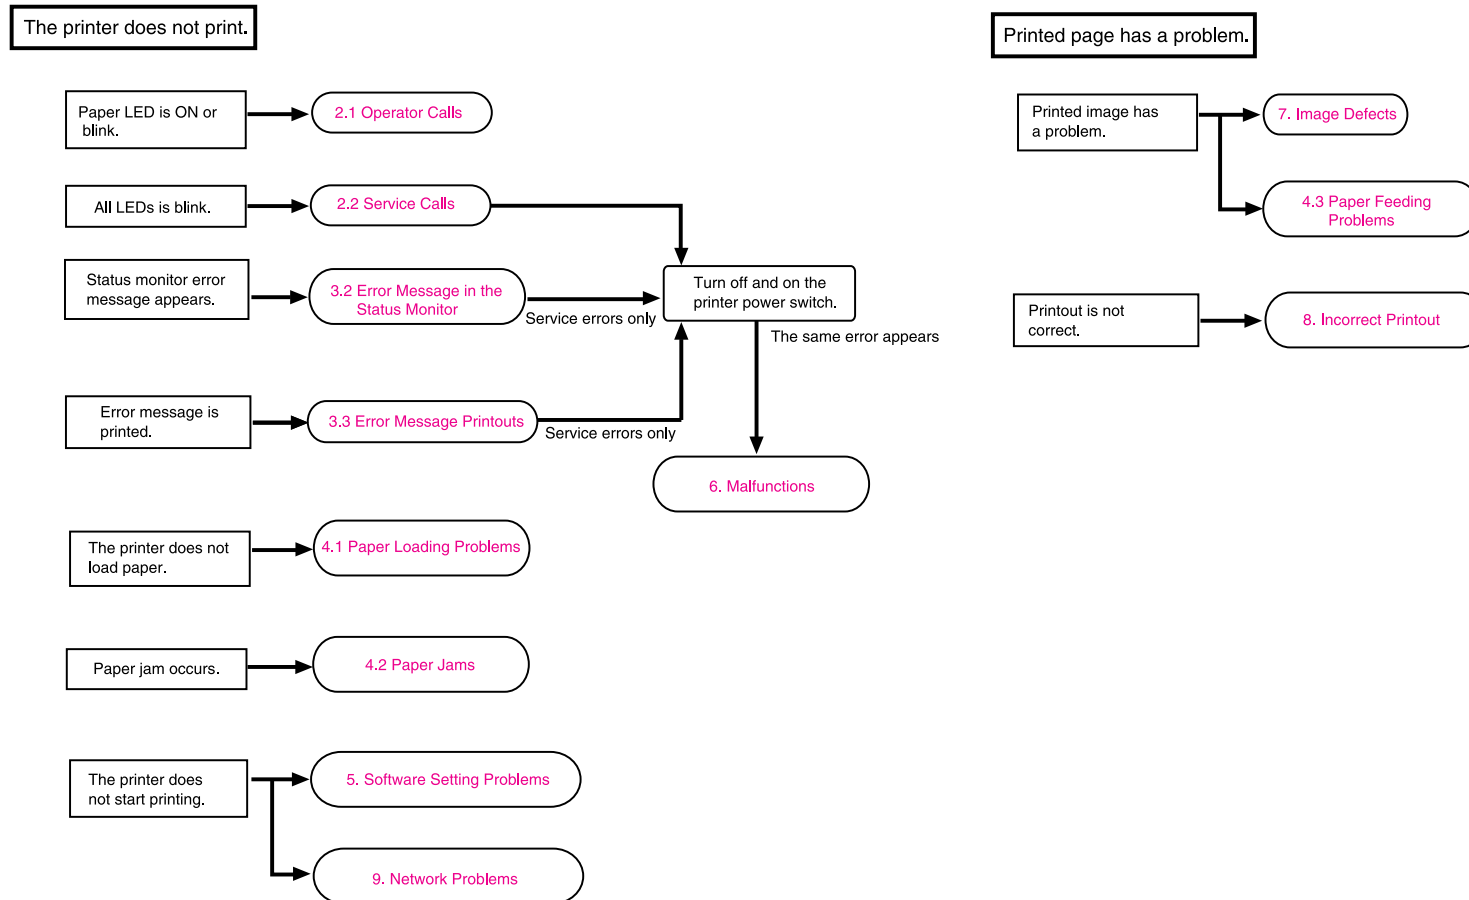 The printer does not print.
Paper LED is ON or
blink.
2.1 Operator Calls
All LEDs is blink.
2.2 Service Calls
Status monitor error
message appears.
3.2 Error Message in the
Status Monitor
Service errors only
Turn off and on the
printer power switch.
The same error appears
Error message is
printed.
3.3 Error Message Printouts
Service errors only
6. Malfunctions
The printer does not
load paper.
4.1 Paper Loading Problems
Paper jam occurs.
4.2 Paper Jams
The printer does
not start printing.
5. Software Setting Problems
9. Network Problems
Printed page has a problem.
Printed image has
a problem.
7. Image Defects
4.3 Paper Feeding
Problems
Printout is not
correct.
8. Incorrect Printout